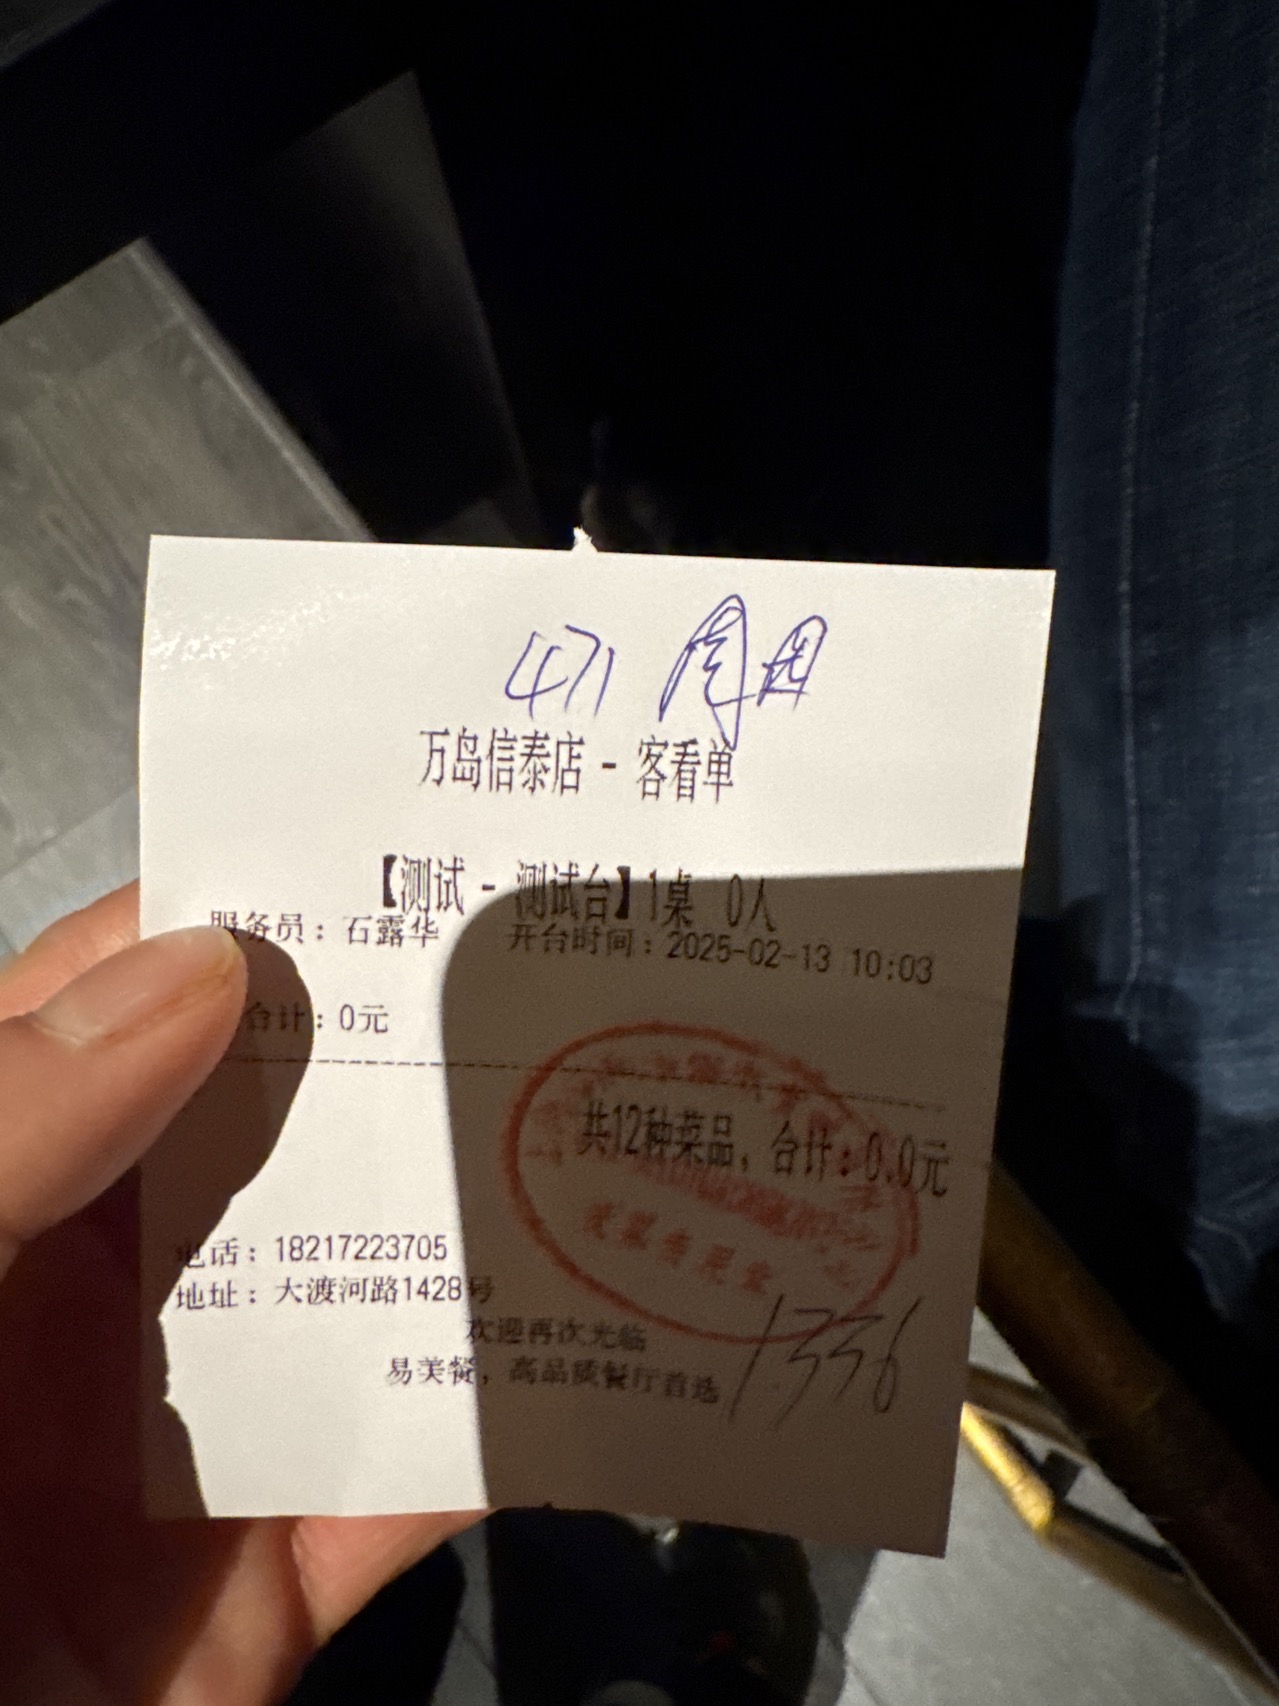 471
万岛信泰店 - 客看单
【测试 - 测试台】1桌 0人
服务员：石露华 开台时间：2025-02-13 10:03
合计：0元
共12种菜品，合计：0.0元
电话：18217223705
地址：大渡河路1428号
欢迎再次光临
易美餐，高品质餐厅首选
1336